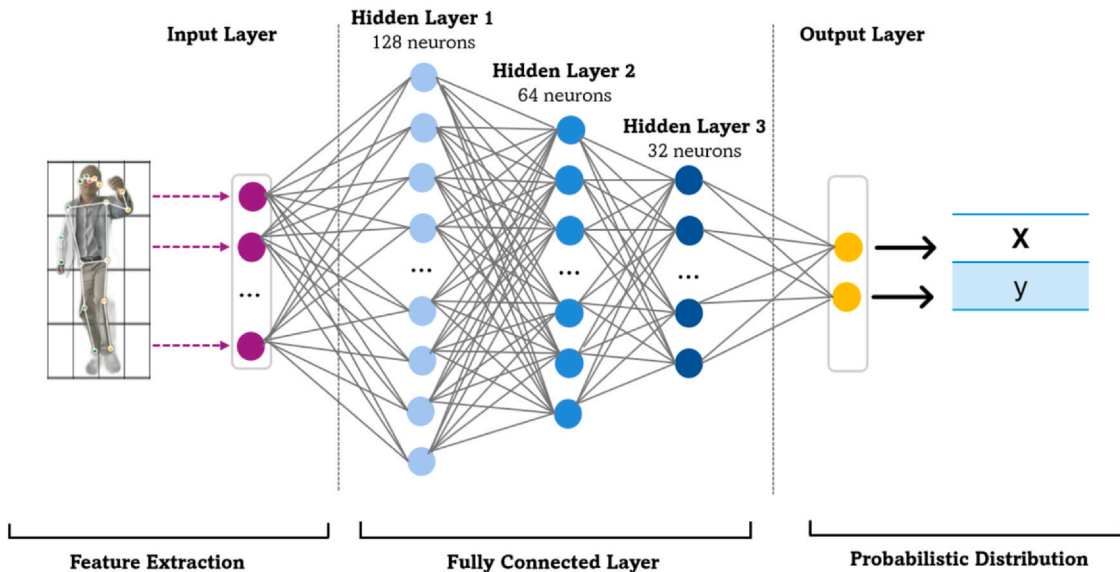 Input Layer
Hidden Layer 1
128 neurons
Hidden Layer 2
64 neurons
Hidden Layer 3
32 neurons
Output Layer
...
...
...
...
X
y
Feature Extraction
Fully Connected Layer
Probabilistic Distribution